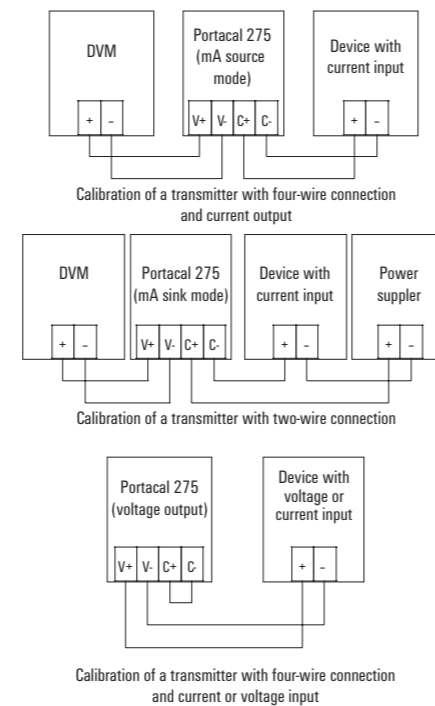 DVM
Portacal 275
(mA source
mode)
Device with
current input
+ − V+ V- C+ C- + −
Calibration of a transmitter with four-wire connection
and current output
DVM
Portacal 275
(mA sink mode)
Device with
current input
Power
suppler
+ − V+ V- C+ C- + − + −
Calibration of a transmitter with two-wire connection
Portacal 275
(voltage output)
Device with
voltage or
current input
V+ V- C+ C- + −
Calibration of a transmitter with four-wire connection
and current or voltage input